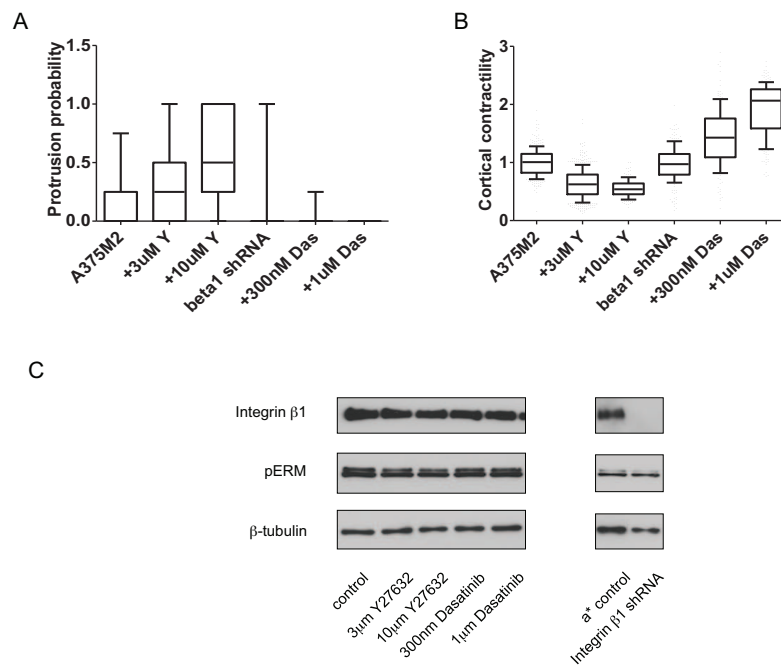 A
Protrusion probability
1.5
1.0
0.5
0.0
A375M2
+3uM Y
+10uM Y
beta1 shRNA
+300nM Das
+1uM Das
B
Cortical contractility
3
2
1
0
A375M2
+3uM Y
+10uM Y
beta1 shRNA
+300nM Das
+1uM Das
C
Integrin β1
pERM
β-tubulin
control
3µm Y27632
10µm Y27632
300nm Dasatinib
1µm Dasatinib
a* control
Integrin β1 shRNA